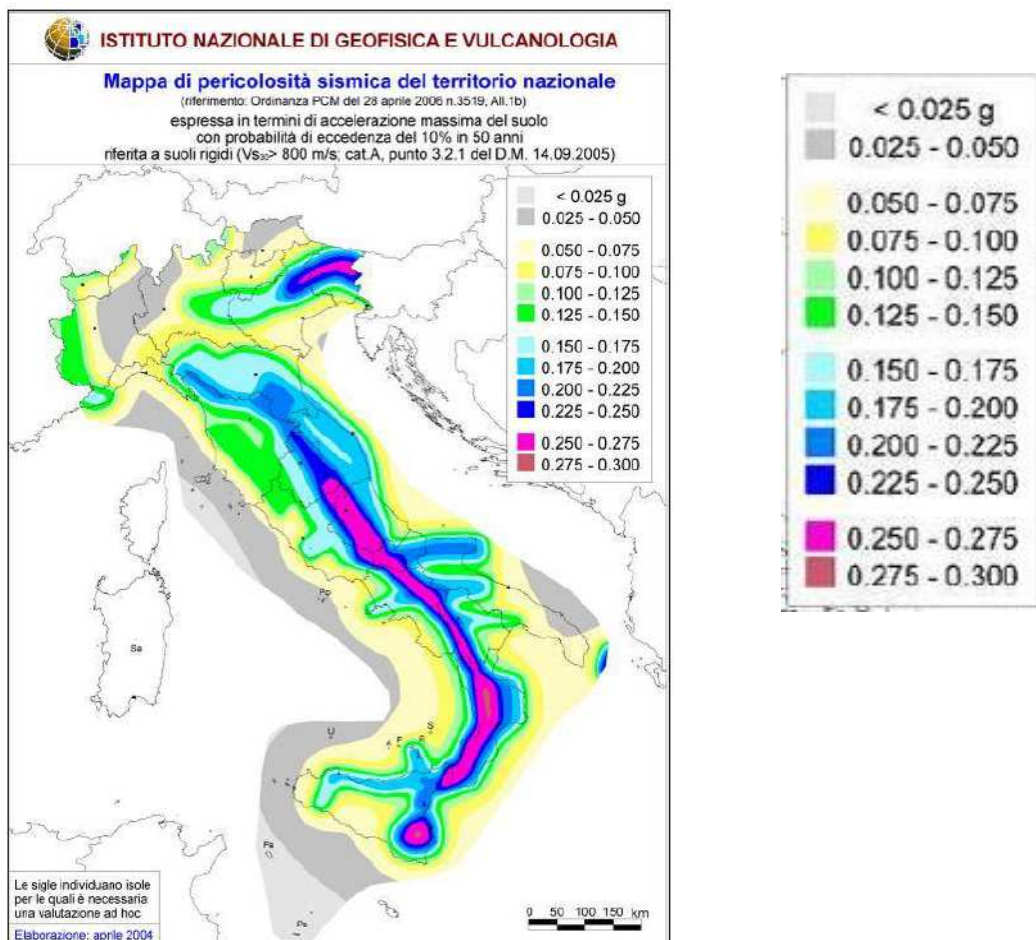 ISTITUTO NAZIONALE DI GEOFISICA E VULCANOLOGIA
Mappa di pericolosità sismica del territorio nazionale
(riferimento: Ordinanza PCM del 28 aprile 2006 n.3519, All.1b)
espressa in termini di accelerazione massima del suolo
con probabilità di eccedenza del 10% in 50 anni
riferita a suoli rigidi (Vs30> 800 m/s; cat.A, punto 3.2.1 del D.M. 14.09.2005)
< 0.025 g
0.025 - 0.050
0.050 - 0.075
0.075 - 0.100
0.100 - 0.125
0.125 - 0.150
0.150 - 0.175
0.175 - 0.200
0.200 - 0.225
0.225 - 0.250
0.250 - 0.275
0.275 - 0.300
Po
Sa
U
S
A
F
Pa
Pe
Le sigle individuano isole
per le quali è necessaria
una valutazione ad hoc
Elaborazione: aprile 2004
0 50 100 150 km
< 0.025 g
0.025 - 0.050
0.050 - 0.075
0.075 - 0.100
0.100 - 0.125
0.125 - 0.150
0.150 - 0.175
0.175 - 0.200
0.200 - 0.225
0.225 - 0.250
0.250 - 0.275
0.275 - 0.300